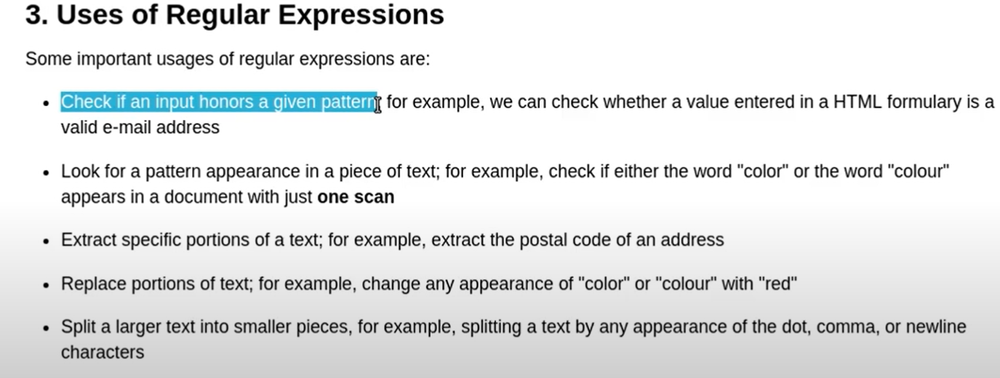 3. Uses of Regular Expressions
Some important usages of regular expressions are:
• Check if an input honors a given pattern; for example, we can check whether a value entered in a HTML formulary is a
valid e-mail address
• Look for a pattern appearance in a piece of text; for example, check if either the word "color" or the word "colour"
appears in a document with just one scan
• Extract specific portions of a text; for example, extract the postal code of an address
• Replace portions of text; for example, change any appearance of "color" or "colour" with "red"
• Split a larger text into smaller pieces, for example, splitting a text by any appearance of the dot, comma, or newline
characters